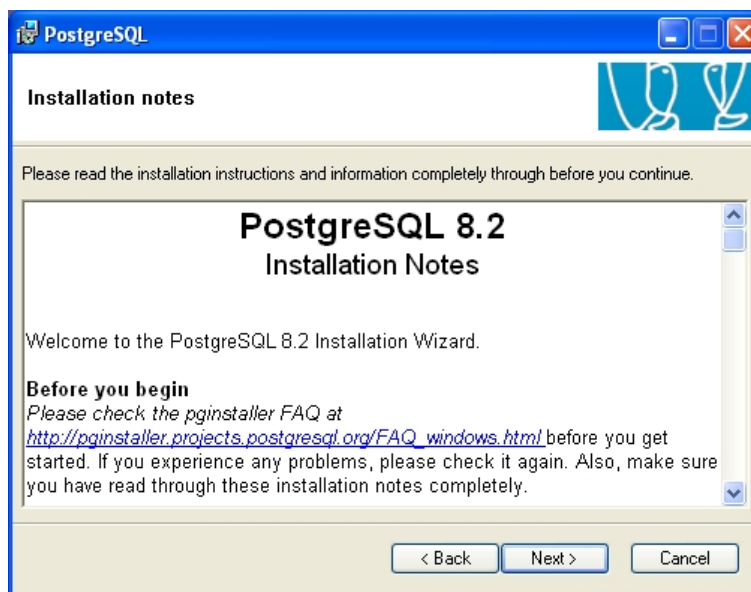 PostgreSQL
Installation notes
Please read the installation instructions and information completely through before you continue.
PostgreSQL 8.2
Installation Notes
Welcome to the PostgreSQL 8.2 Installation Wizard.
Before you begin
Please check the pginstaller FAQ at
http://pginstaller.projects.postgresql.org/FAQ_windows.html before you get
started. If you experience any problems, please check it again. Also, make sure
you have read through these installation notes completely.
< Back
Next >
Cancel